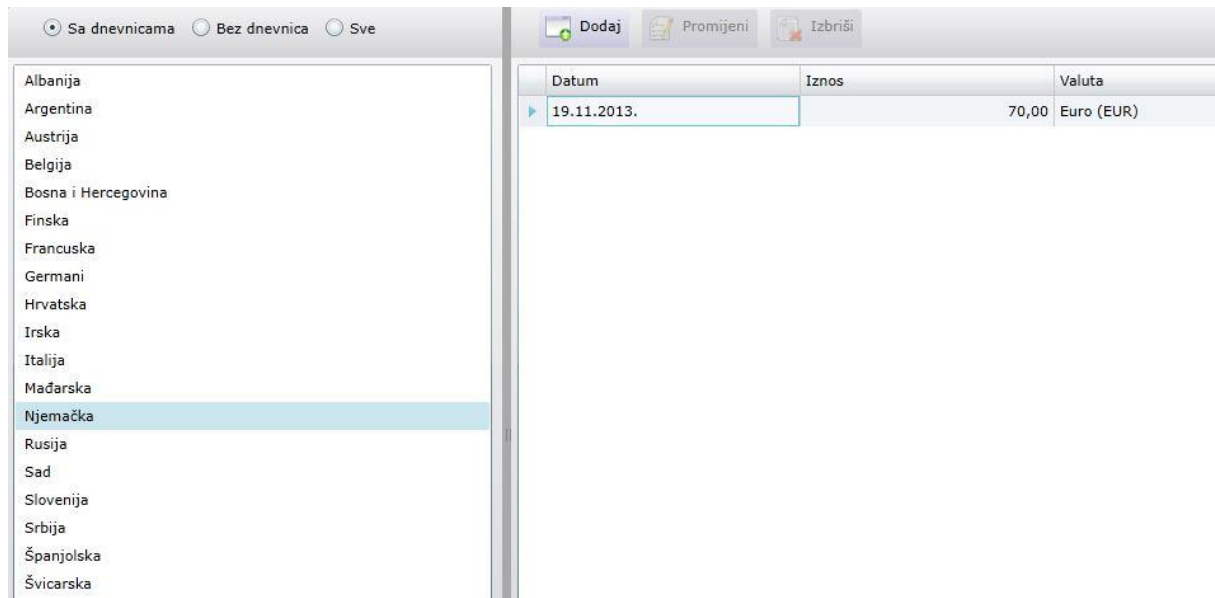 Sa dnevnicama Bez dnevnica Sve
Dodaj Promijeni Izbriši
Albanija
Argentina
Austrija
Belgija
Bosna i Hercegovina
Finska
Francuska
Germani
Hrvatska
Irska
Italija
Mađarska
Njemačka
Rusija
Sad
Slovenija
Srbija
Španjolska
Švicarska
Datum Iznos Valuta
19.11.2013. 70,00 Euro (EUR)